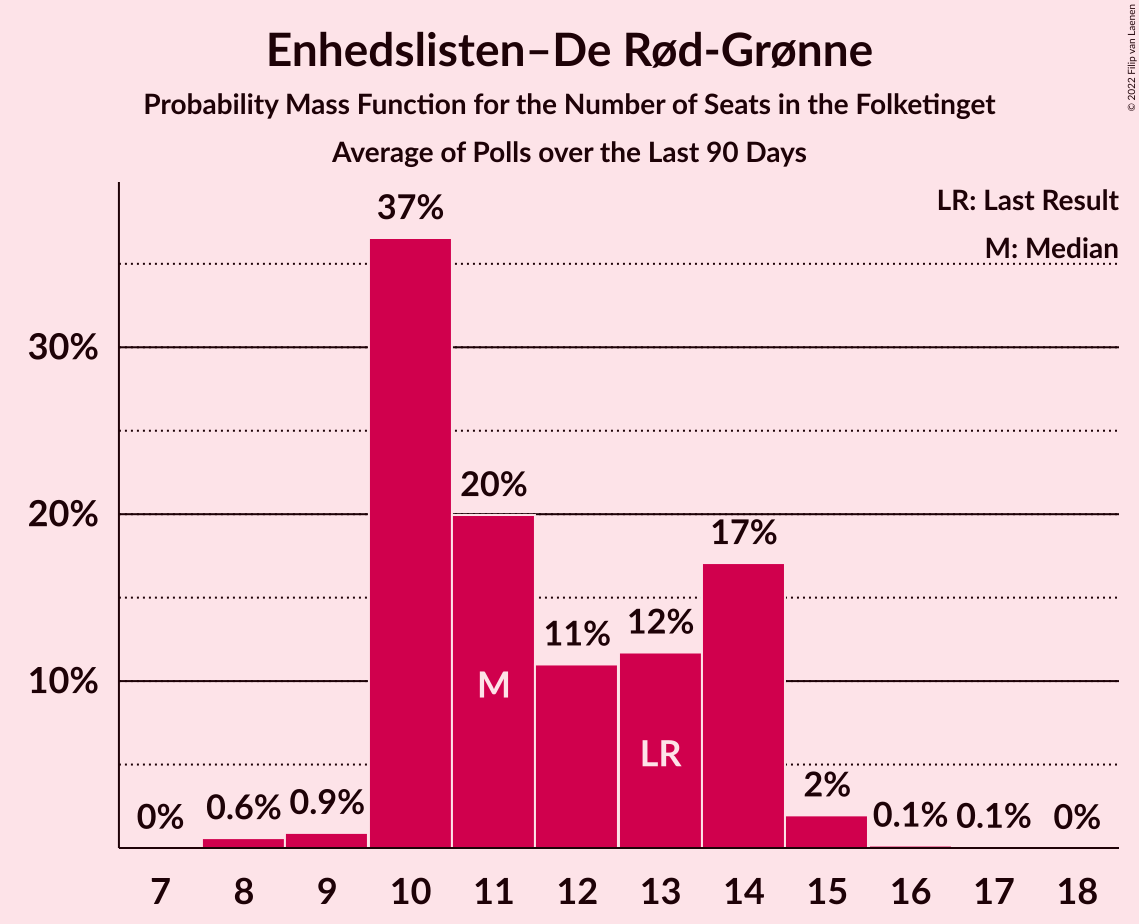 Enhedslisten–De Rød-Grønne
Probability Mass Function for the Number of Seats in the Folketinget
Average of Polls over the Last 90 Days
© 2022 Filip van Laenen
LR: Last Result
M: Median
37%
30%
20%
20%
17%
11%
12%
10%
M
LR
0%
0.6%
0.9%
2%
0.1%
0.1%
0%
7 8 9 10 11 12 13 14 15 16 17 18